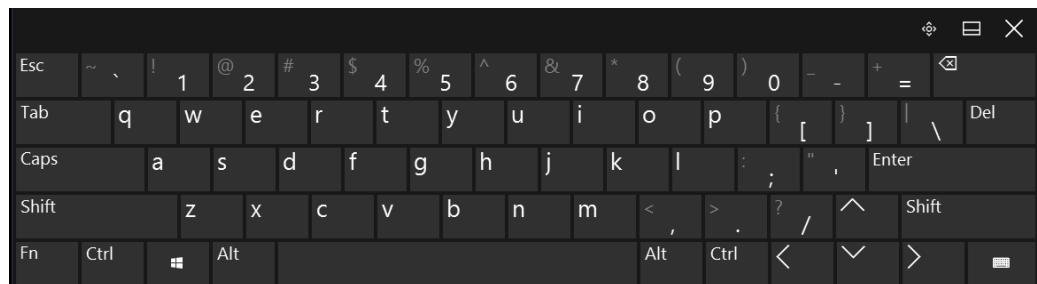 Esc ~ ` ! 1 @ 2 # 3 $ 4 % 5 ^ 6 & 7 * 8 ( 9 ) 0 _ - + =
Tab q w e r t y u i o p { [ } ] | \ Del
Caps a s d f g h j k l : ; " ' Enter
Shift z x c v b n m < , > . ? / Shift
Fn Ctrl Alt Alt Ctrl